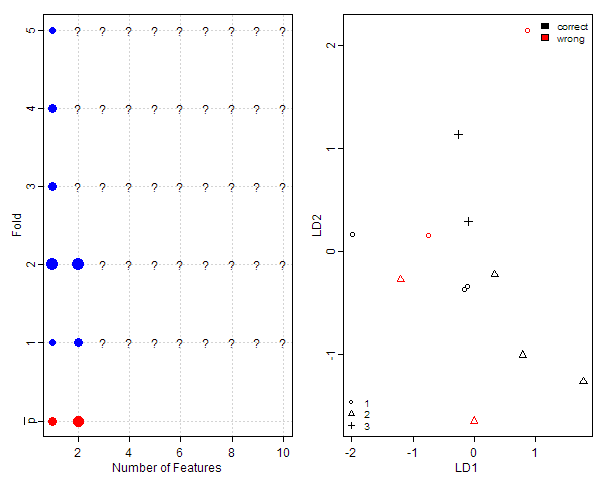 5 ? ? ? ? ? ? ? ? ?
4 ? ? ? ? ? ? ? ? ?
3 ? ? ? ? ? ? ? ? ?
Fold
2 ? ? ? ? ? ? ? ?
1 ? ? ? ? ? ? ? ?
p̅
2 4 6 8 10
Number of Features
correct
wrong
2
1
LD2
0
-1
1
2
3
-2 -1 0 1
LD1